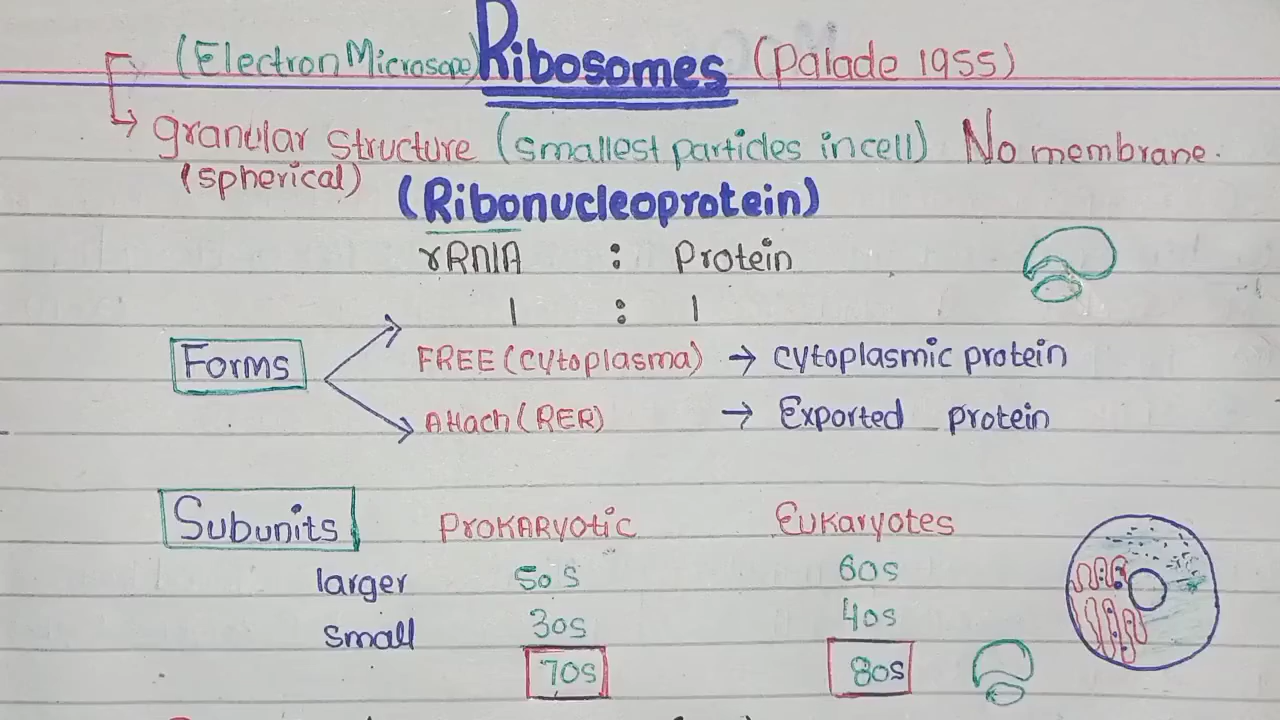 (Electron Microsope) Ribosomes (Palade 1955)
granular structure (smallest particles in cell) No membrane.
(spherical)
(Ribonucleoprotein)
rRNA : Protein
1 : 1
Forms
FREE (Cytoplasma) → cytoplasmic protein
Attach (RER) → Exported protein
Subunits PROKARYOtic Eukaryotes
larger 50S 60s
small 30s 40s
70s 80s